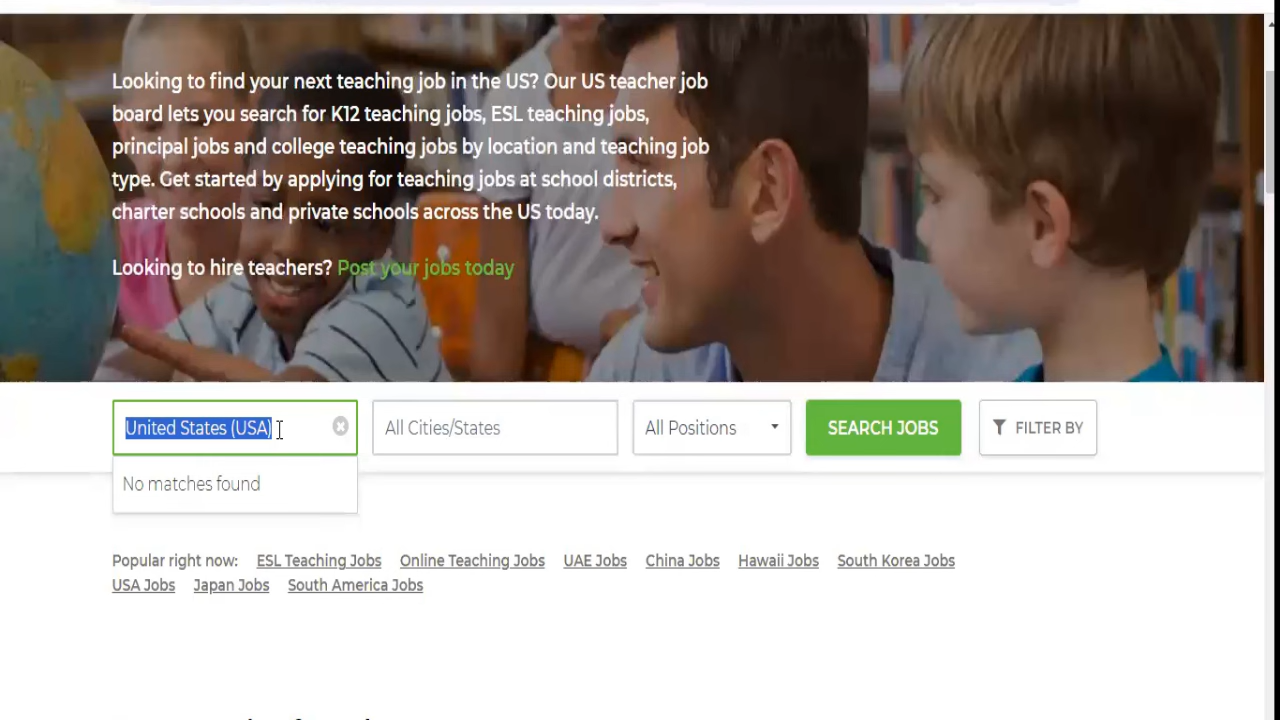 Looking to find your next teaching job in the US? Our US teacher job
board lets you search for K12 teaching jobs, ESL teaching jobs,
principal jobs and college teaching jobs by location and teaching job
type. Get started by applying for teaching jobs at school districts,
charter schools and private schools across the US today.
Looking to hire teachers? Post your jobs today
United States (USA) All Cities/States All Positions SEARCH JOBS FILTER BY
No matches found
Popular right now: ESL Teaching Jobs Online Teaching Jobs UAE Jobs China Jobs Hawaii Jobs South Korea Jobs
USA Jobs Japan Jobs South America Jobs